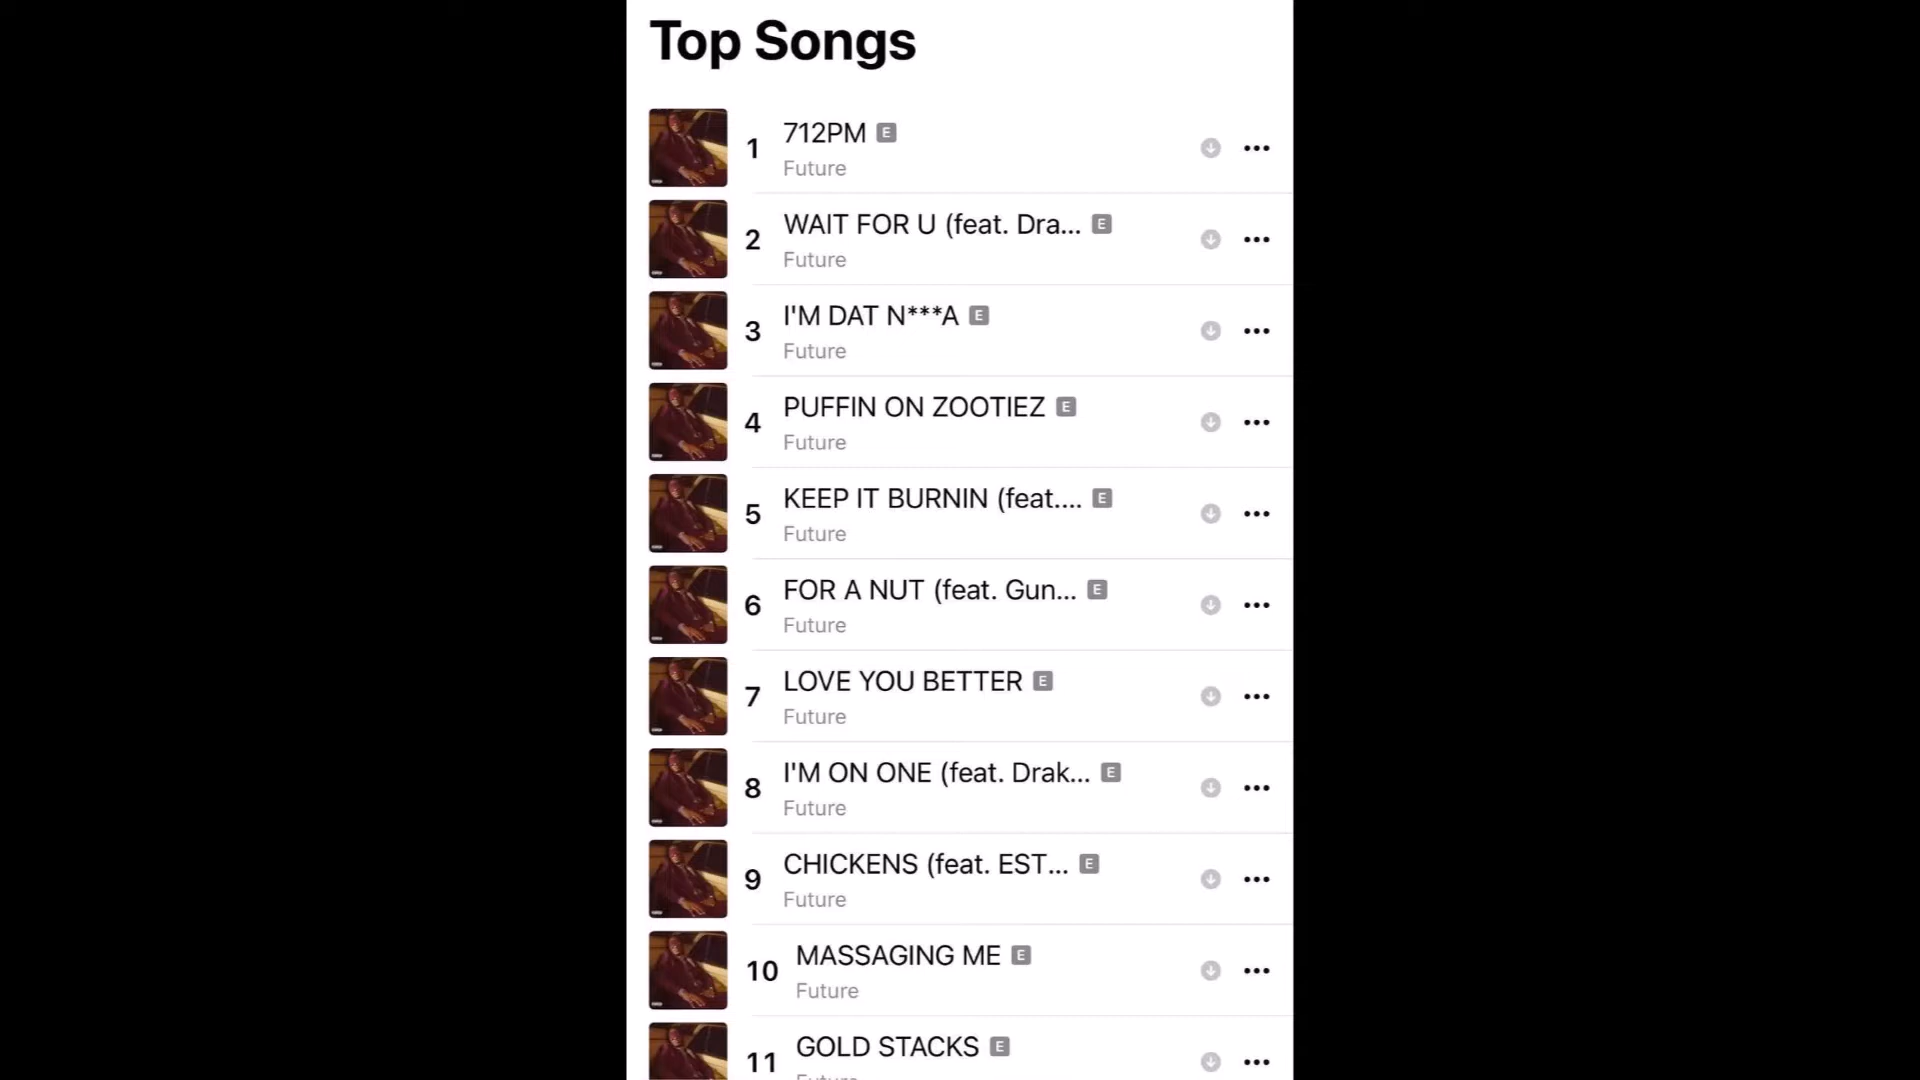 Top Songs
1
712PM E
Future
2
WAIT FOR U (feat. Dra... E
Future
3
I'M DAT N***A E
Future
4
PUFFIN ON ZOOTIEZ E
Future
5
KEEP IT BURNIN (feat.... E
Future
6
FOR A NUT (feat. Gun... E
Future
7
LOVE YOU BETTER E
Future
8
I'M ON ONE (feat. Drak... E
Future
9
CHICKENS (feat. EST... E
Future
10
MASSAGING ME E
Future
11
GOLD STACKS E
Future